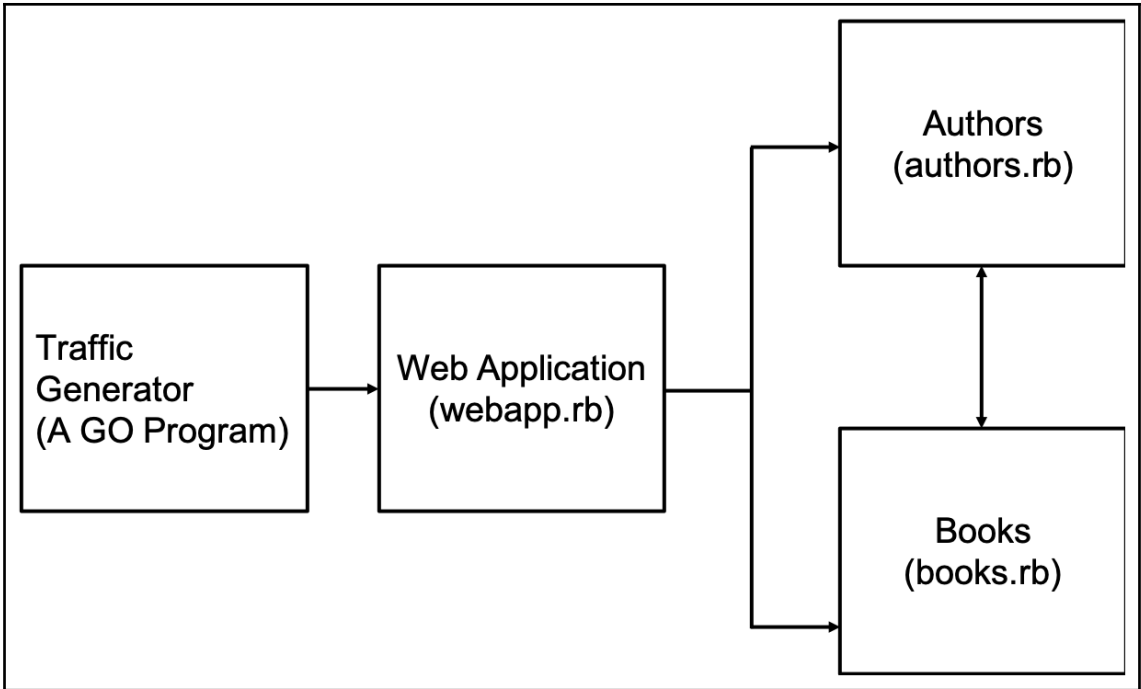 Traffic
Generator
(A GO Program)
Web Application
(webapp.rb)
Authors
(authors.rb)
Books
(books.rb)